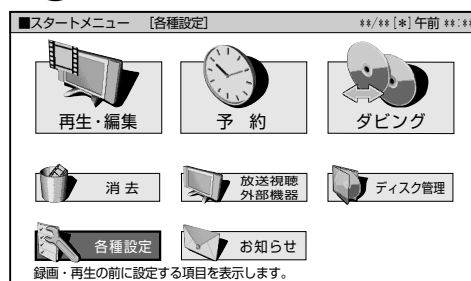 ■スタートメニュー [各種設定] **/** [*] 午前 **:**
再生・編集 予約 ダビング
消去 放送視聴
外部機器 ディスク管理
各種設定 お知らせ
録画・再生の前に設定する項目を表示します。